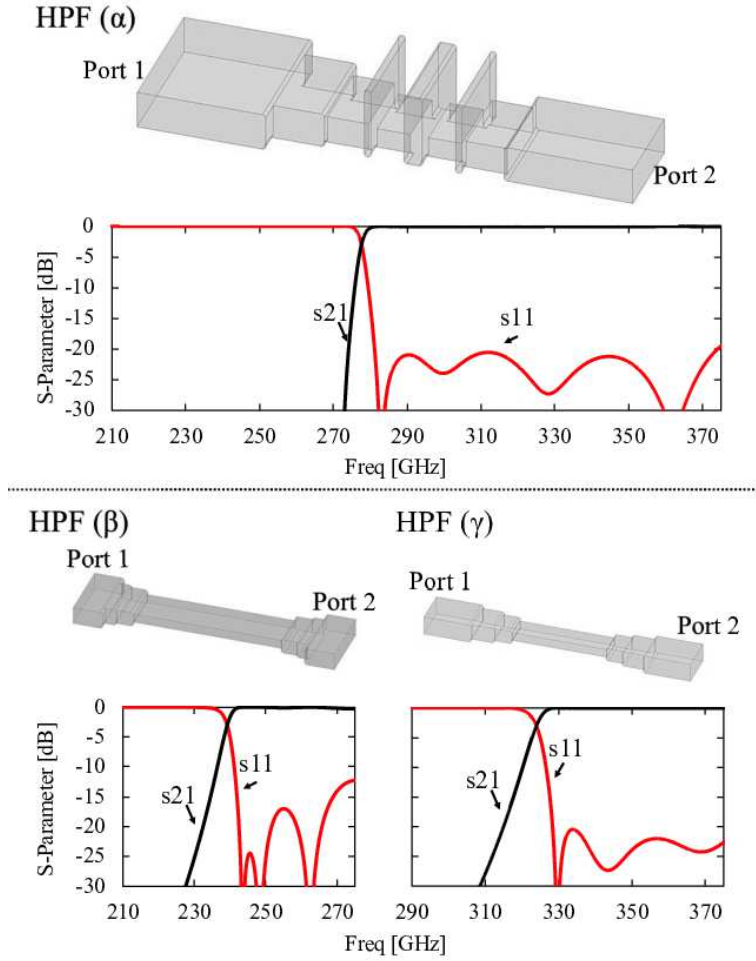 HPF (α)
Port 1
Port 2
0
-5
-10
-15
-20
-25
-30
S-Parameter [dB]
s21
s11
210 230 250 270 290 310 330 350 370
Freq [GHz]
HPF (β)
Port 1
Port 2
0
-5
-10
-15
-20
-25
-30
S-Parameter [dB]
s21
s11
210 230 250 270
Freq [GHz]
HPF (γ)
Port 1
Port 2
s21
s11
290 310 330 350 370
Freq [GHz]